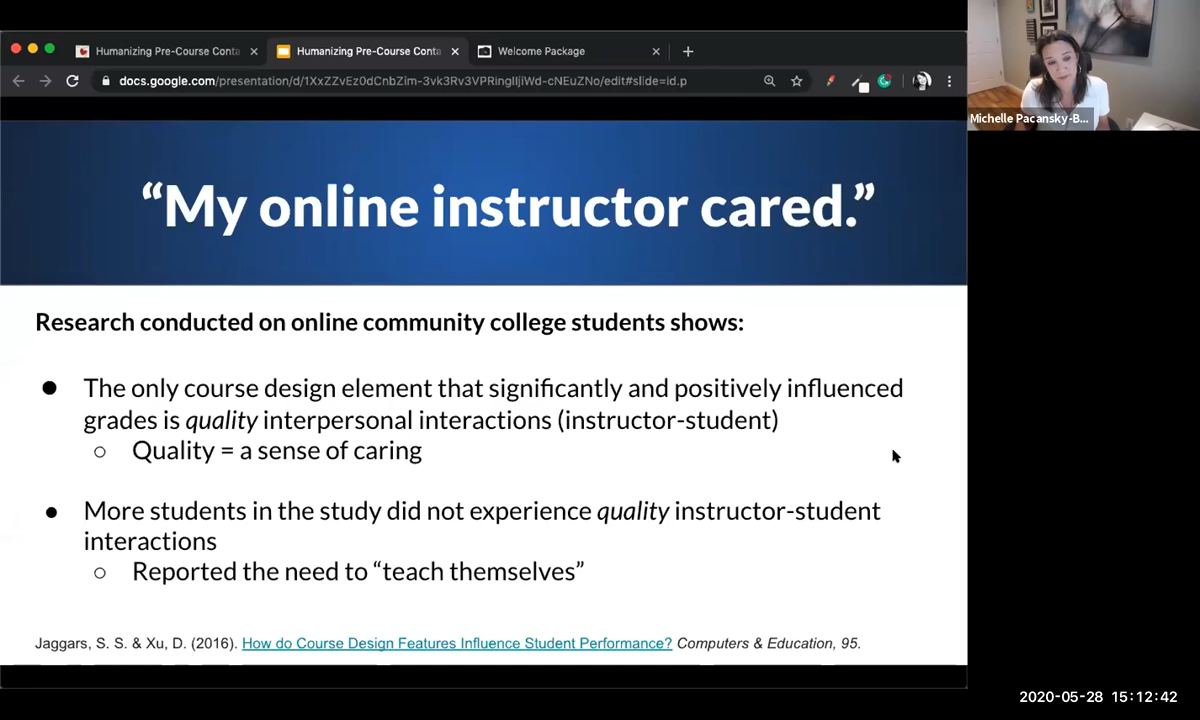 Humanizing Pre-Course Conta
Humanizing Pre-Course Conta
Welcome Package
docs.google.com/presentation/d/1XxZZvEz0dCnbZim-3vk3Rv3VPRingIIjiWd-cNEuZNo/edit#slide=id.p
Michelle Pacansky-B...
“My online instructor cared.”
Research conducted on online community college students shows:
● The only course design element that significantly and positively influenced
grades is quality interpersonal interactions (instructor-student)
○ Quality = a sense of caring
● More students in the study did not experience quality instructor-student
interactions
○ Reported the need to “teach themselves”
Jaggars, S. S. & Xu, D. (2016). How do Course Design Features Influence Student Performance? Computers & Education, 95.
2020-05-28 15:12:42